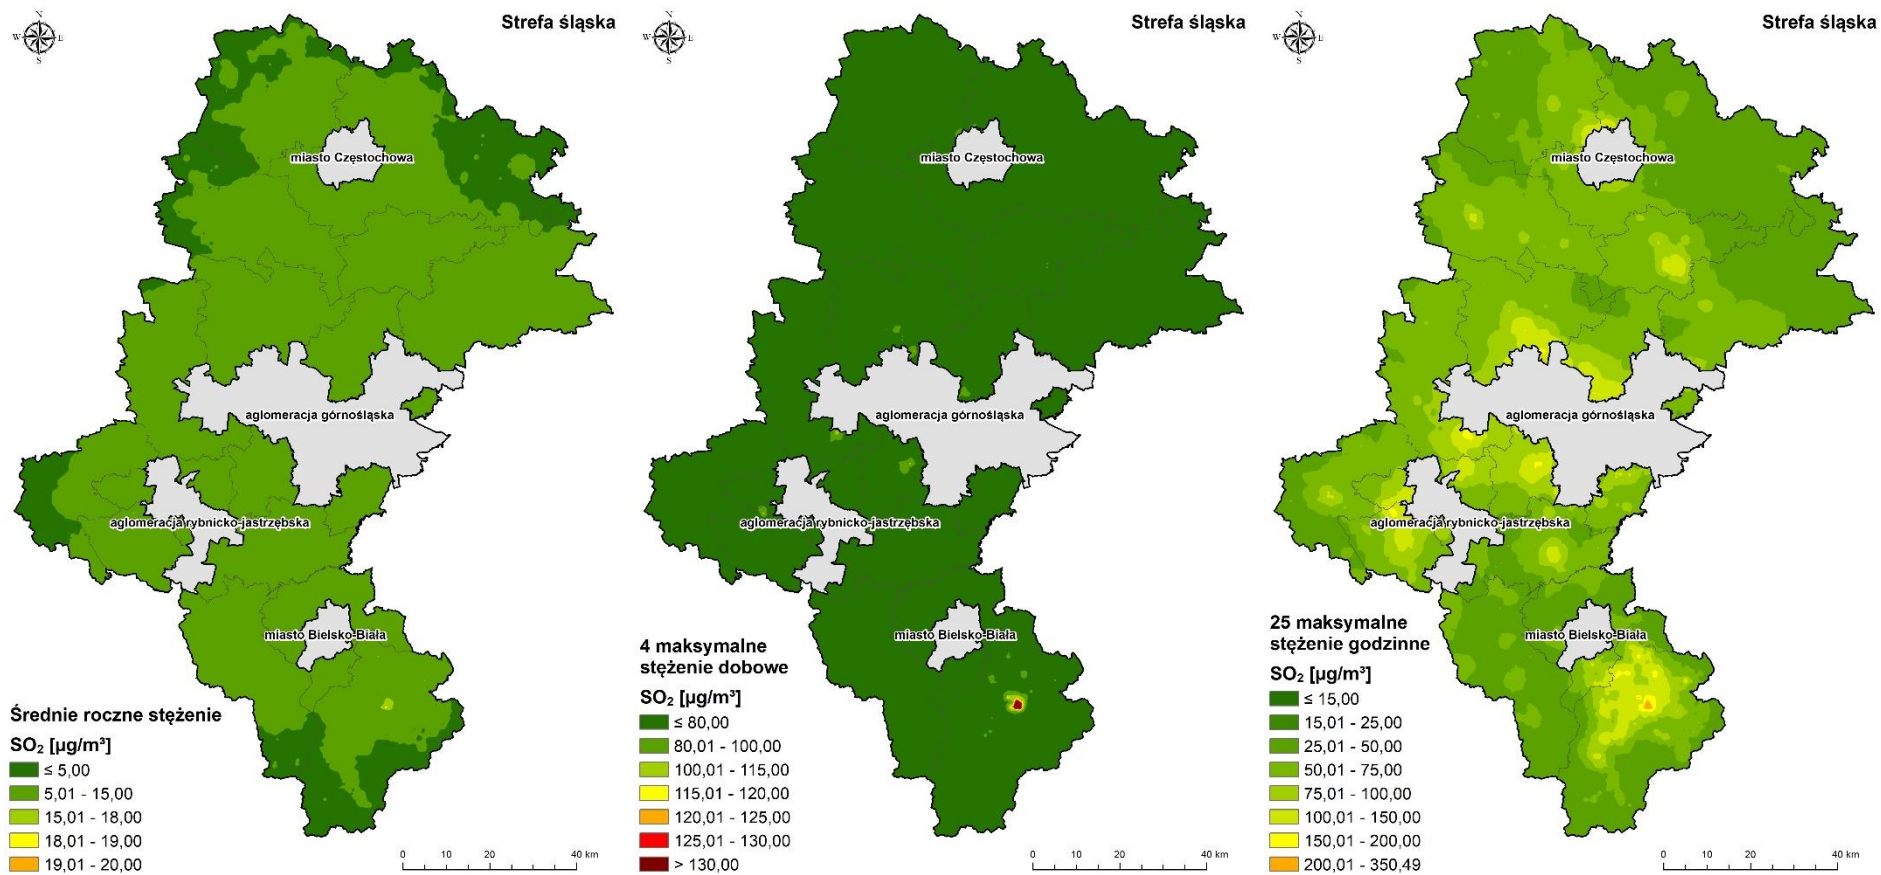 N
W E
S
Strefa śląska
miasto Częstochowa
aglomeracja górnośląska
aglomeracja rybnicko-jastrzębska
miasto Bielsko-Biała
Średnie roczne stężenie
SO₂ [µg/m³]
≤ 5,00
5,01 - 15,00
15,01 - 18,00
18,01 - 19,00
19,01 - 20,00
0 10 20 40 km
N
W E
S
Strefa śląska
miasto Częstochowa
aglomeracja górnośląska
aglomeracja rybnicko-jastrzębska
miasto Bielsko-Biała
4 maksymalne
stężenie dobowe
SO₂ [µg/m³]
≤ 80,00
80,01 - 100,00
100,01 - 115,00
115,01 - 120,00
120,01 - 125,00
125,01 - 130,00
> 130,00
0 10 20 40 km
N
W E
S
Strefa śląska
miasto Częstochowa
aglomeracja górnośląska
aglomeracja rybnicko-jastrzębska
miasto Bielsko-Biała
25 maksymalne
stężenie godzinne
SO₂ [µg/m³]
≤ 15,00
15,01 - 25,00
25,01 - 50,00
50,01 - 75,00
75,01 - 100,00
100,01 - 150,00
150,01 - 200,00
200,01 - 350,49
0 10 20 40 km